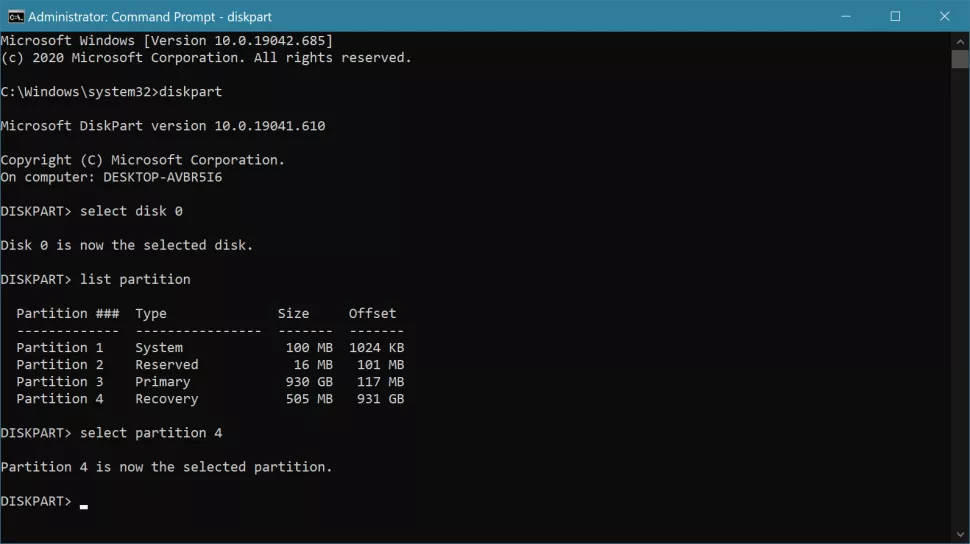 Administrator: Command Prompt - diskpart
Microsoft Windows [Version 10.0.19042.685]
(c) 2020 Microsoft Corporation. All rights reserved.
C:\Windows\system32>diskpart
Microsoft DiskPart version 10.0.19041.610
Copyright (C) Microsoft Corporation.
On computer: DESKTOP-AVBR5I6
DISKPART> select disk 0
Disk 0 is now the selected disk.
DISKPART> list partition
  Partition ###  Type              Size     Offset
  -------------  ----------------  -------  -------
  Partition 1    System             100 MB  1024 KB
  Partition 2    Reserved            16 MB   101 MB
  Partition 3    Primary            930 GB   117 MB
  Partition 4    Recovery           505 MB   931 GB
DISKPART> select partition 4
Partition 4 is now the selected partition.
DISKPART> _